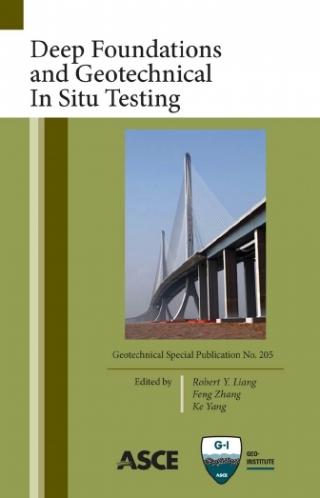 Deep Foundations
and Geotechnical
In Situ Testing
Geotechnical Special Publication No. 205
Edited by
Robert Y. Liang
Feng Zhang
Ke Yang
ASCE
G-I
ASCE
GEO-
INSTITUTE